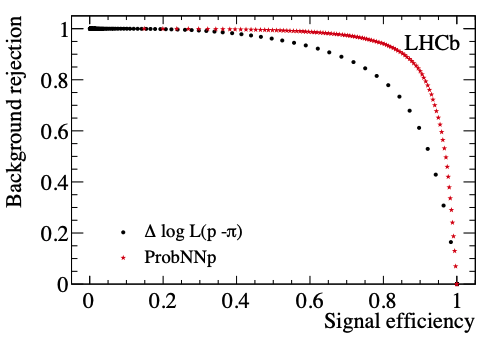 LHCb
Background rejection
1
0.8
0.6
0.4
0.2
0
Δ log L(p -π)
ProbNNp
0 0.2 0.4 0.6 0.8 1
Signal efficiency